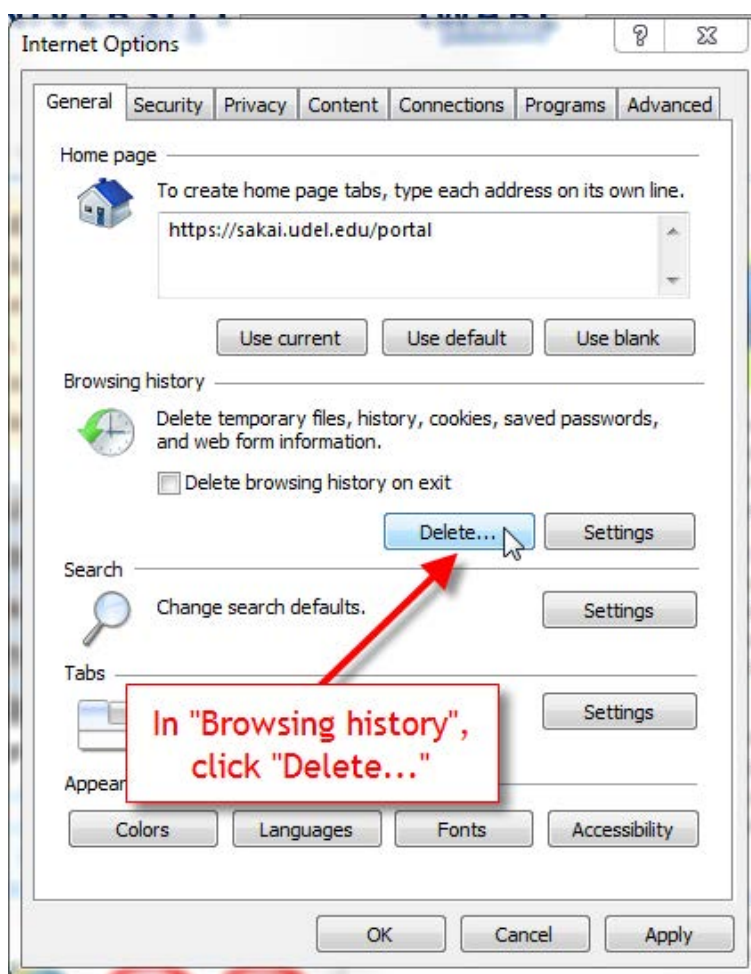 Internet Options
General Security Privacy Content Connections Programs Advanced
Home page
To create home page tabs, type each address on its own line.
https://sakai.udel.edu/portal
Use current Use default Use blank
Browsing history
Delete temporary files, history, cookies, saved passwords,
and web form information.
Delete browsing history on exit
Delete... Settings
Search
Change search defaults. Settings
Tabs
Settings
In "Browsing history",
click "Delete..."
Appear
Colors Languages Fonts Accessibility
OK Cancel Apply